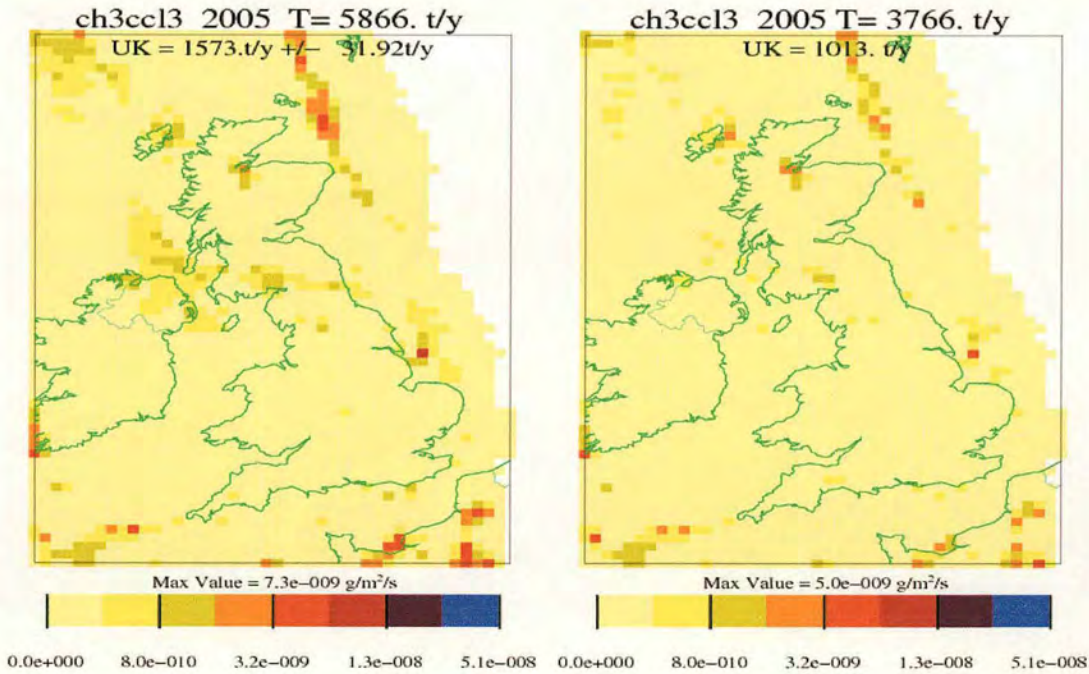 ch3ccl3 2005 T= 5866. t/y
UK = 1573.t/y +/− 31.92t/y
Max Value = 7.3e−009 g/m²/s
0.0e+000 8.0e−010 3.2e−009 1.3e−008 5.1e−008
ch3ccl3 2005 T= 3766. t/y
UK = 1013. t/y
Max Value = 5.0e−009 g/m²/s
0.0e+000 8.0e−010 3.2e−009 1.3e−008 5.1e−008